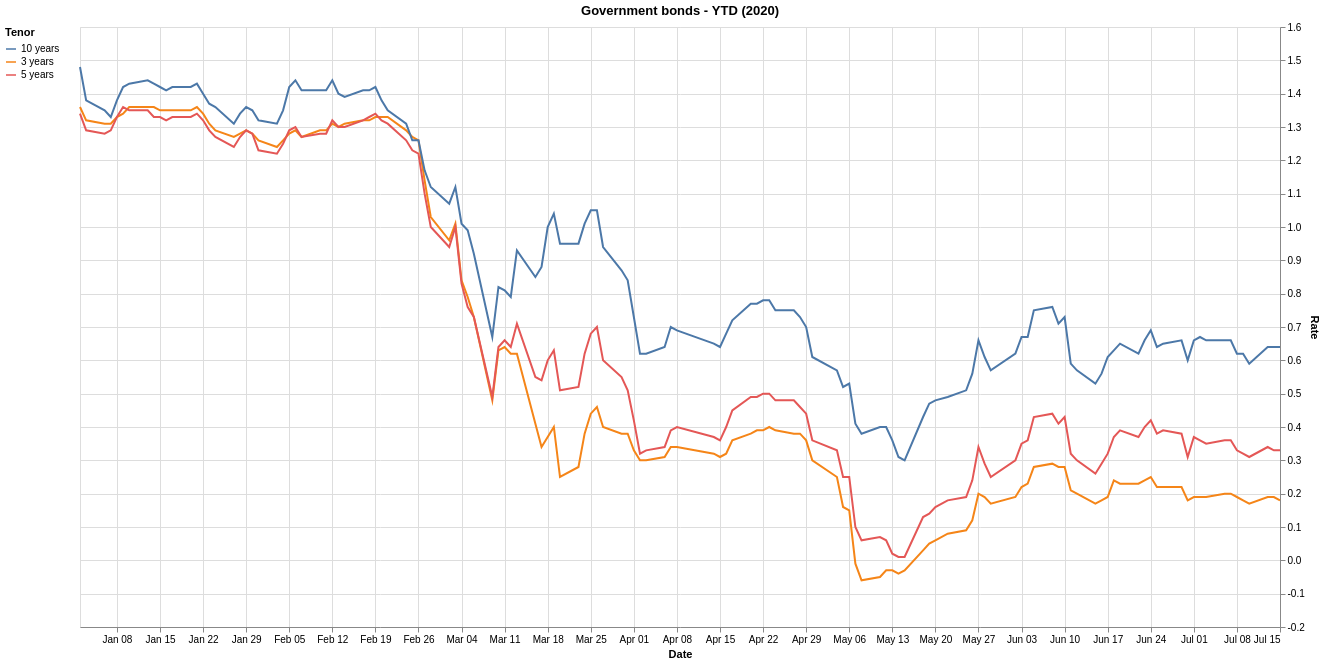 Government bonds - YTD (2020)
Tenor
10 years
3 years
5 years
1.6
1.5
1.4
1.3
1.2
1.1
1.0
0.9
0.8
0.7
0.6
0.5
0.4
0.3
0.2
0.1
0.0
-0.1
-0.2
Rate
Jan 08 Jan 15 Jan 22 Jan 29 Feb 05 Feb 12 Feb 19 Feb 26 Mar 04 Mar 11 Mar 18 Mar 25 Apr 01 Apr 08 Apr 15 Apr 22 Apr 29 May 06 May 13 May 20 May 27 Jun 03 Jun 10 Jun 17 Jun 24 Jul 01 Jul 08 Jul 15
Date